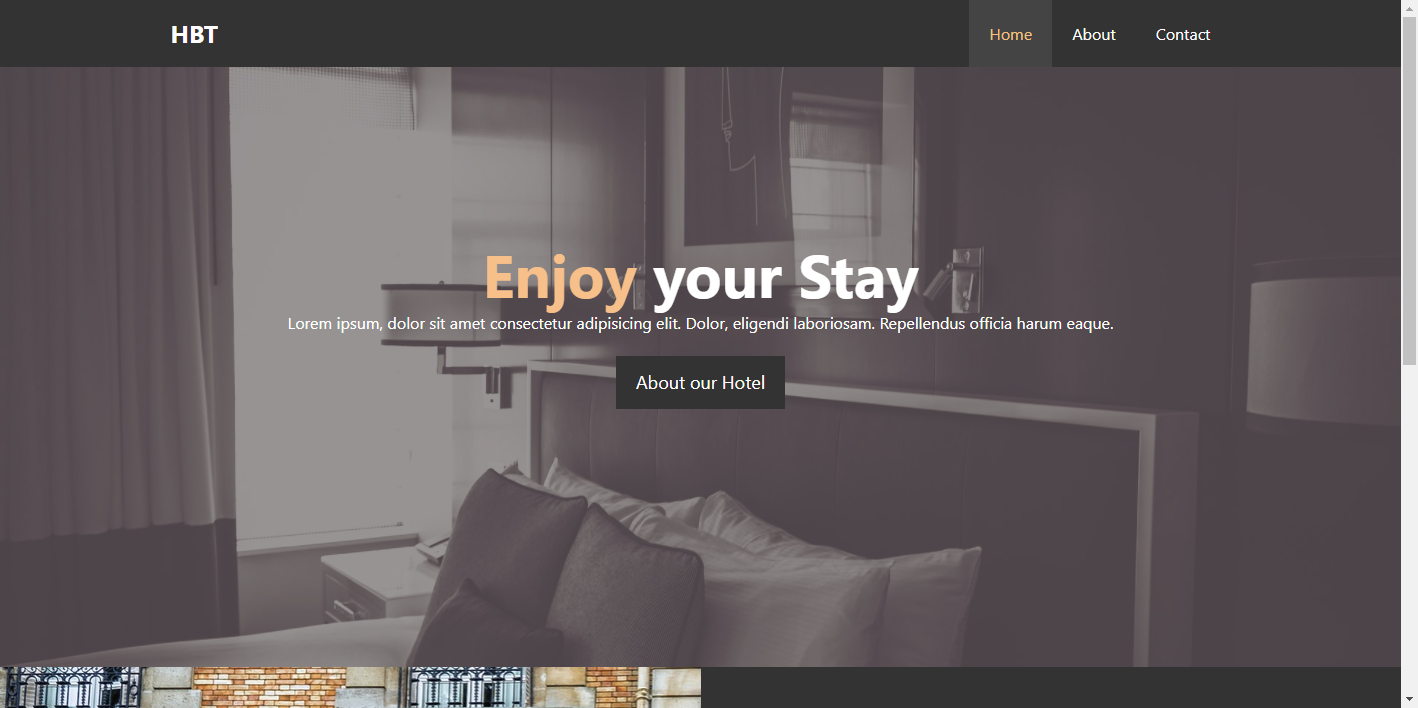 HBT
Home About Contact
Enjoy your Stay
Lorem ipsum, dolor sit amet consectetur adipisicing elit. Dolor, eligendi laboriosam. Repellendus officia harum eaque.
About our Hotel